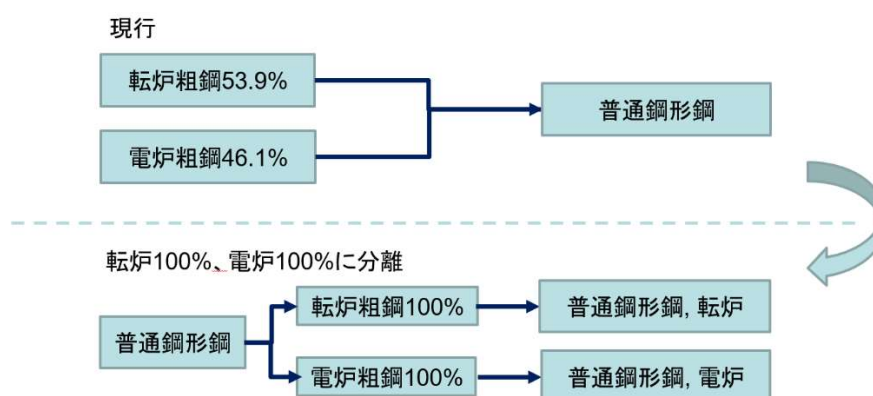 現行
転炉粗鋼53.9%
普通鋼形鋼
電炉粗鋼46.1%
転炉100%、電炉100%に分離
転炉粗鋼100%
普通鋼形鋼, 転炉
普通鋼形鋼
電炉粗鋼100%
普通鋼形鋼, 電炉